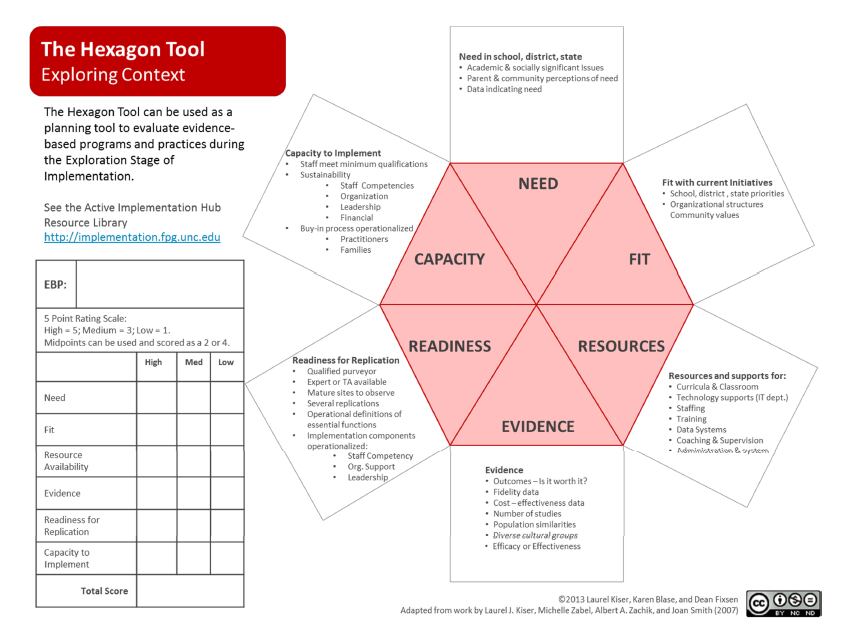 The Hexagon Tool
Exploring Context
The Hexagon Tool can be used as a
planning tool to evaluate evidence-
based programs and practices during
the Exploration Stage of
Implementation.
See the Active Implementation Hub
Resource Library
http://implementation.fpg.unc.edu
EBP:
5 Point Rating Scale:
High = 5; Medium = 3; Low = 1.
Midpoints can be used and scored as a 2 or 4.
High Med Low
Need
Fit
Resource
Availability
Evidence
Readiness for
Replication
Capacity to
Implement
Total Score
Need in school, district, state
• Academic & socially significant issues
• Parent & community perceptions of need
• Data indicating need
Capacity to Implement
• Staff meet minimum qualifications
• Sustainability
• Staff Competencies
• Organization
• Leadership
• Financial
• Buy-in process operationalized
• Practitioners
• Families
Fit with current Initiatives
• School, district , state priorities
• Organizational structures
Community values
NEED
CAPACITY
FIT
READINESS
RESOURCES
EVIDENCE
Readiness for Replication
• Qualified purveyor
• Expert or TA available
• Mature sites to observe
• Several replications
• Operational definitions of
essential functions
• Implementation components
operationalized:
• Staff Competency
• Org. Support
• Leadership
Resources and supports for:
• Curricula & Classroom
• Technology supports (IT dept.)
• Staffing
• Training
• Data Systems
• Coaching & Supervision
• Administration & system
Evidence
• Outcomes – Is it worth it?
• Fidelity data
• Cost – effectiveness data
• Number of studies
• Population similarities
• Diverse cultural groups
• Efficacy or Effectiveness
©2013 Laurel Kiser, Karen Blase, and Dean Fixsen
Adapted from work by Laurel J. Kiser, Michelle Zabel, Albert A. Zachik, and Joan Smith (2007)
cc
BY NC ND